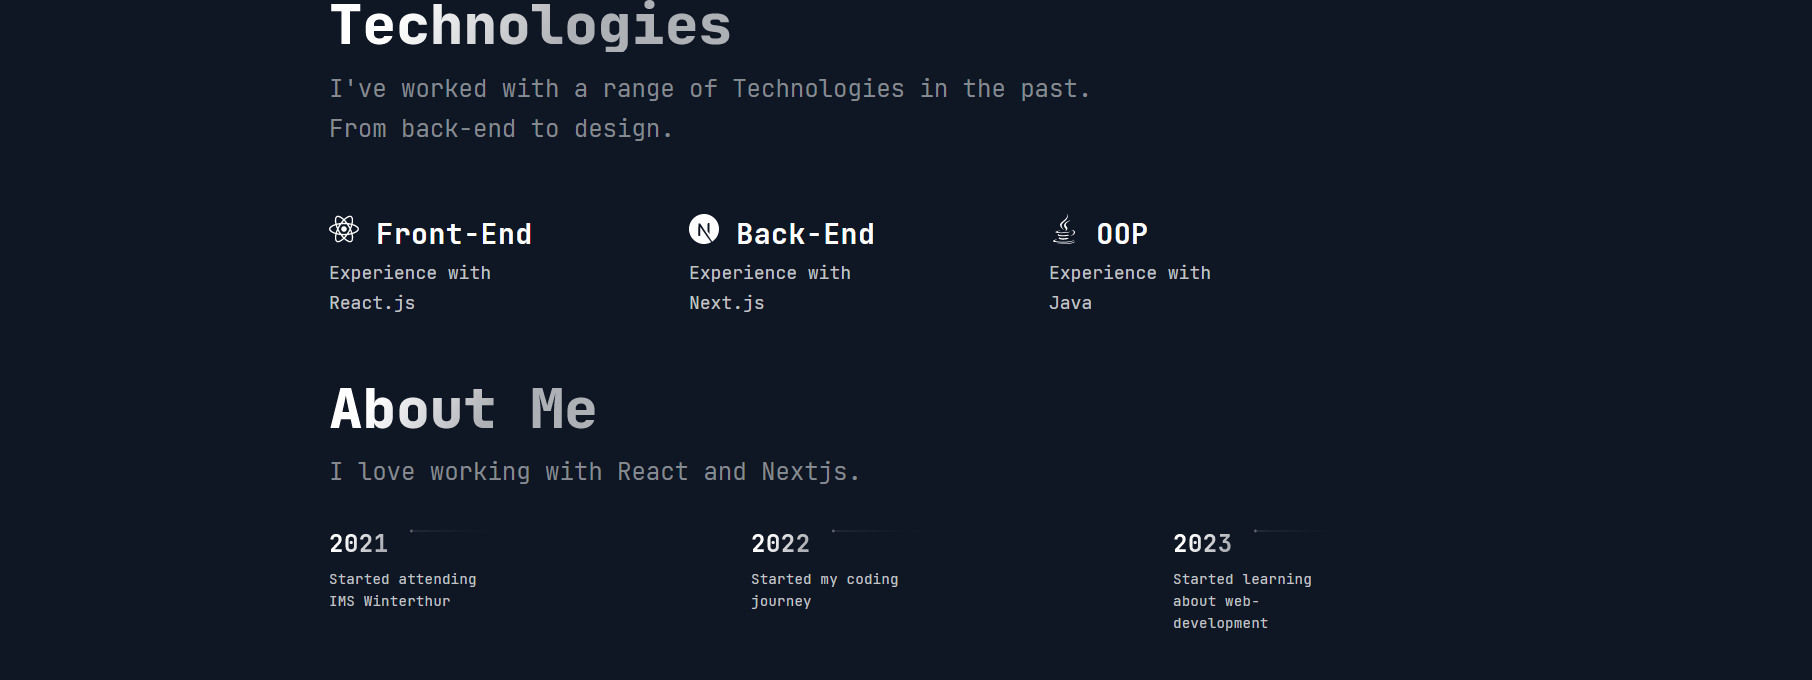 Technologies
I've worked with a range of Technologies in the past.
From back-end to design.
Front-End
Experience with
React.js
Back-End
Experience with
Next.js
OOP
Experience with
Java
About Me
I love working with React and Nextjs.
2021
Started attending
IMS Winterthur
2022
Started my coding
journey
2023
Started learning
about web-
development